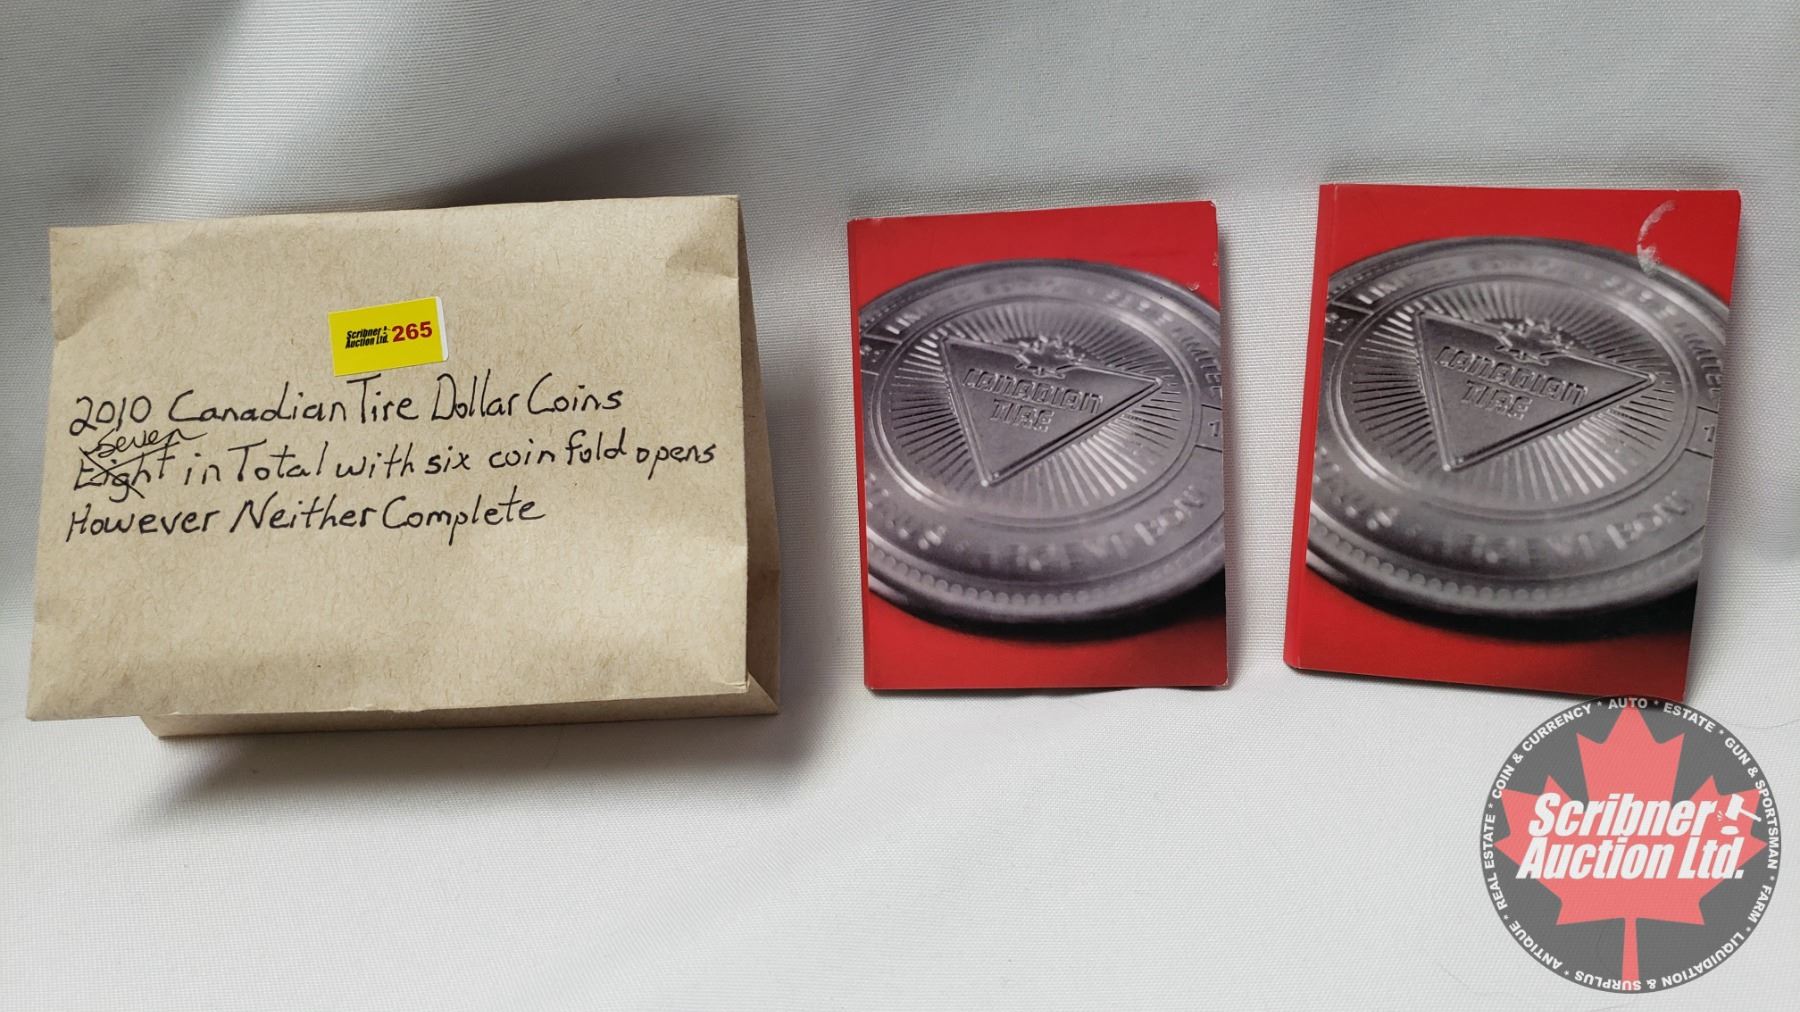 Scribner
Auction Ltd. 265
2010 Canadian Tire Dollar Coins
Seven
Eight in Total with six coin fold opens
However Neither Complete
CANADIAN
TIRE
CANADIAN
TIRE
REAL ESTATE * COIN & CURRENCY * AUTO * ESTATE * GUN & SPORTSMAN * FARM * LIQUIDATION & SURPLUS * ANTIQUE *
Scribner
Auction Ltd.